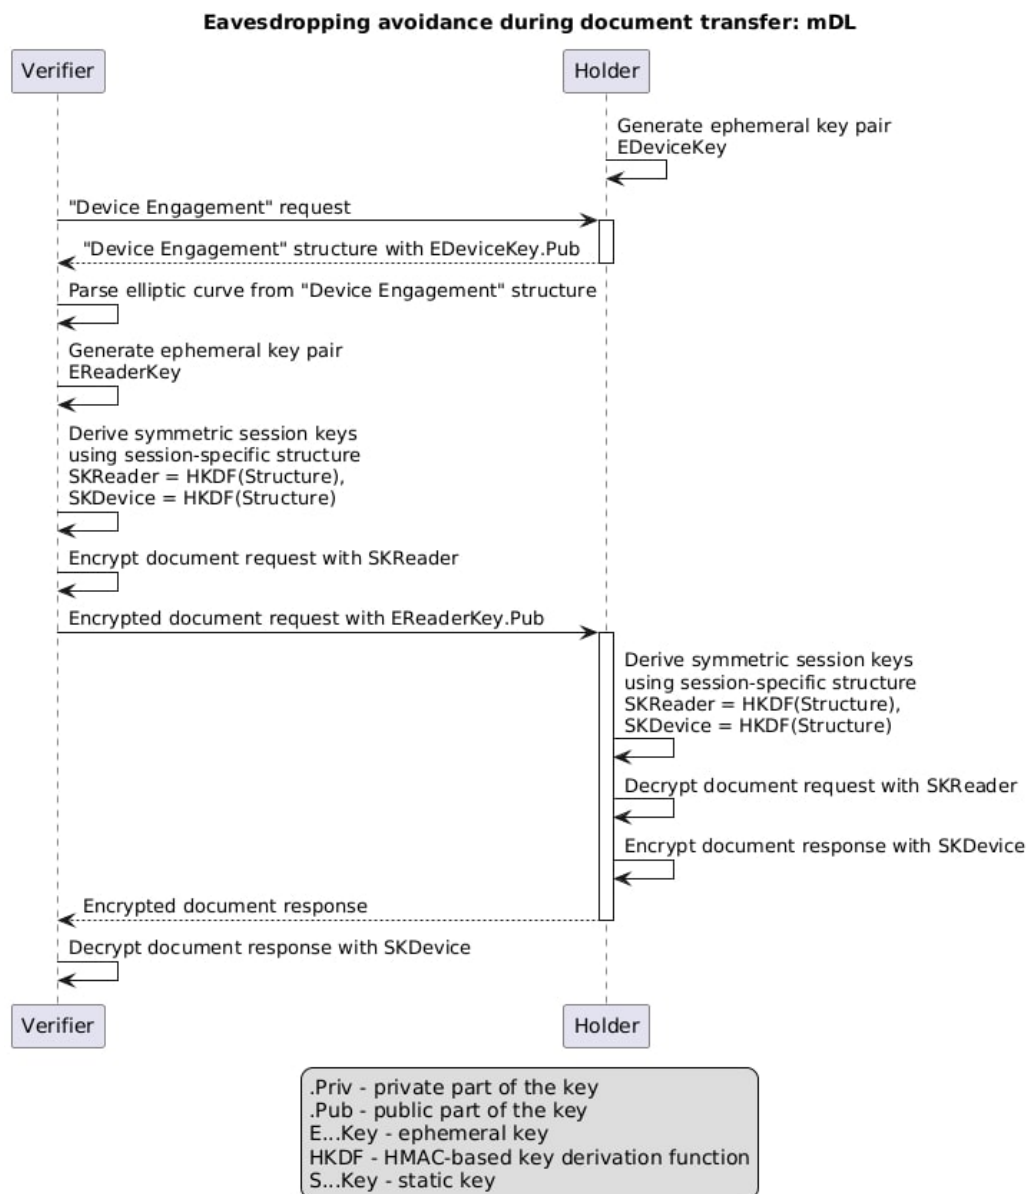 Eavesdropping avoidance during document transfer: mDL
Verifier
Holder
Generate ephemeral key pair
EDeviceKey
"Device Engagement" request
"Device Engagement" structure with EDeviceKey.Pub
Parse elliptic curve from "Device Engagement" structure
Generate ephemeral key pair
EReaderKey
Derive symmetric session keys
using session-specific structure
SKReader = HKDF(Structure),
SKDevice = HKDF(Structure)
Encrypt document request with SKReader
Encrypted document request with EReaderKey.Pub
Derive symmetric session keys
using session-specific structure
SKReader = HKDF(Structure),
SKDevice = HKDF(Structure)
Decrypt document request with SKReader
Encrypt document response with SKDevice
Encrypted document response
Decrypt document response with SKDevice
Verifier
Holder
.Priv - private part of the key
.Pub - public part of the key
E...Key - ephemeral key
HKDF - HMAC-based key derivation function
S...Key - static key